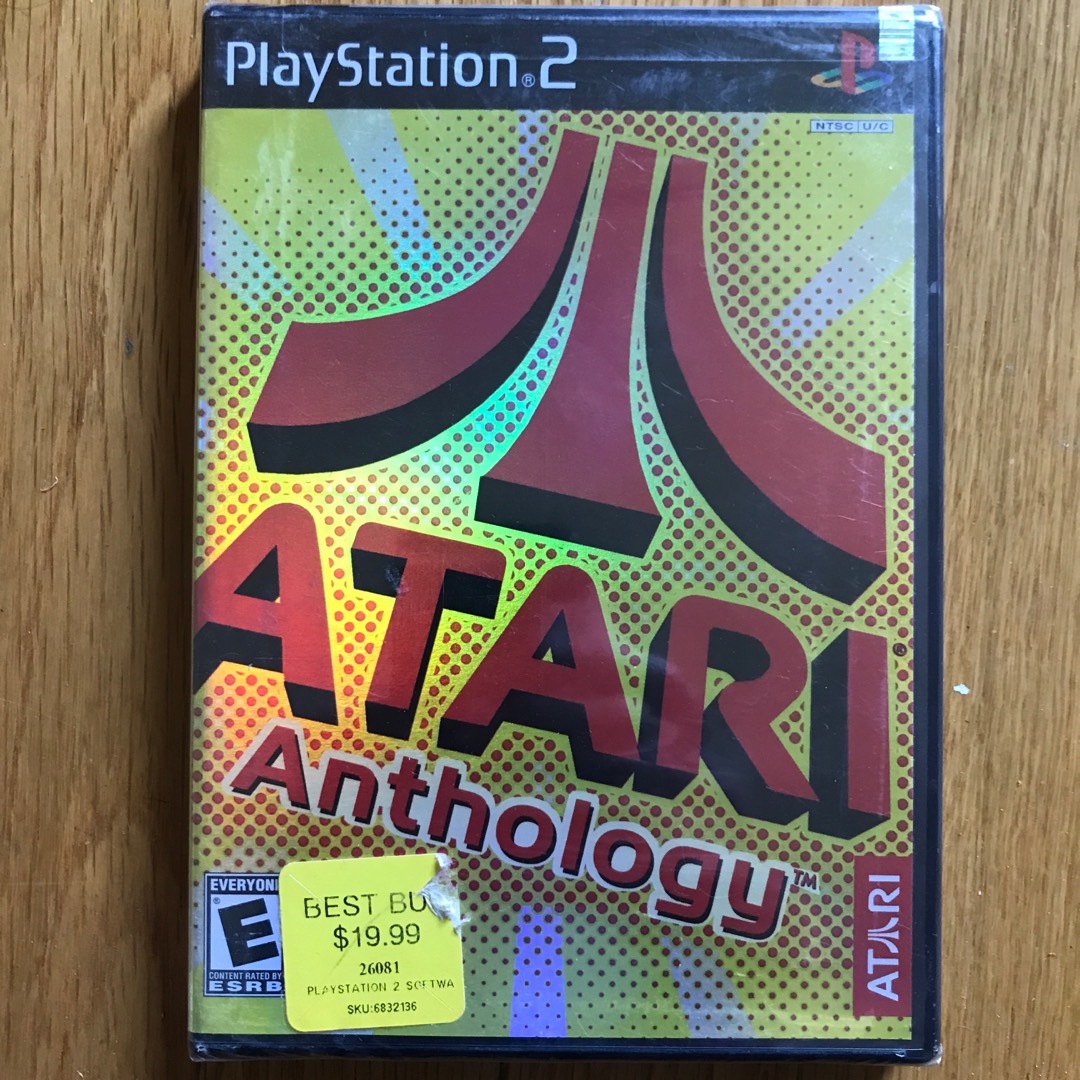 PlayStation®2
NTSC U/C
ATARI®
Anthology™
EVERYON
E®
CONTENT RATED BY
ESRB
BEST BU
$19.99
26081
PLAYSTATION 2 SOFTWA
SKU:6832136
ATARI